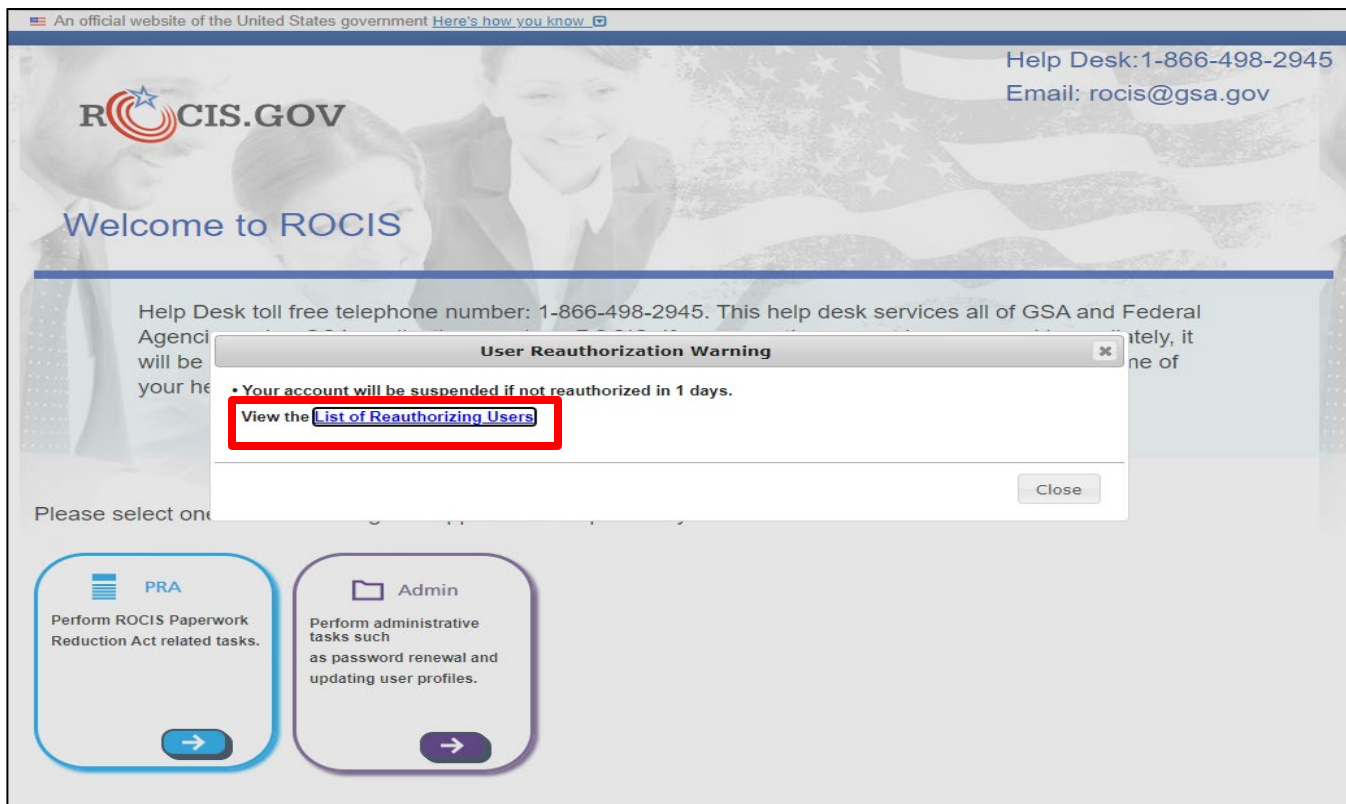 An official website of the United States government Here's how you know
Help Desk:1-866-498-2945
Email: rocis@gsa.gov
ROCIS.GOV
Welcome to ROCIS
Help Desk toll free telephone number: 1-866-498-2945. This help desk services all of GSA and Federal
will be
your he
me of
User Reauthorization Warning
• Your account will be suspended if not reauthorized in 1 days.
View the List of Reauthorizing Users
Close
Please select one
PRA
Perform ROCIS Paperwork
Reduction Act related tasks.
Admin
Perform administrative
tasks such
as password renewal and
updating user profiles.